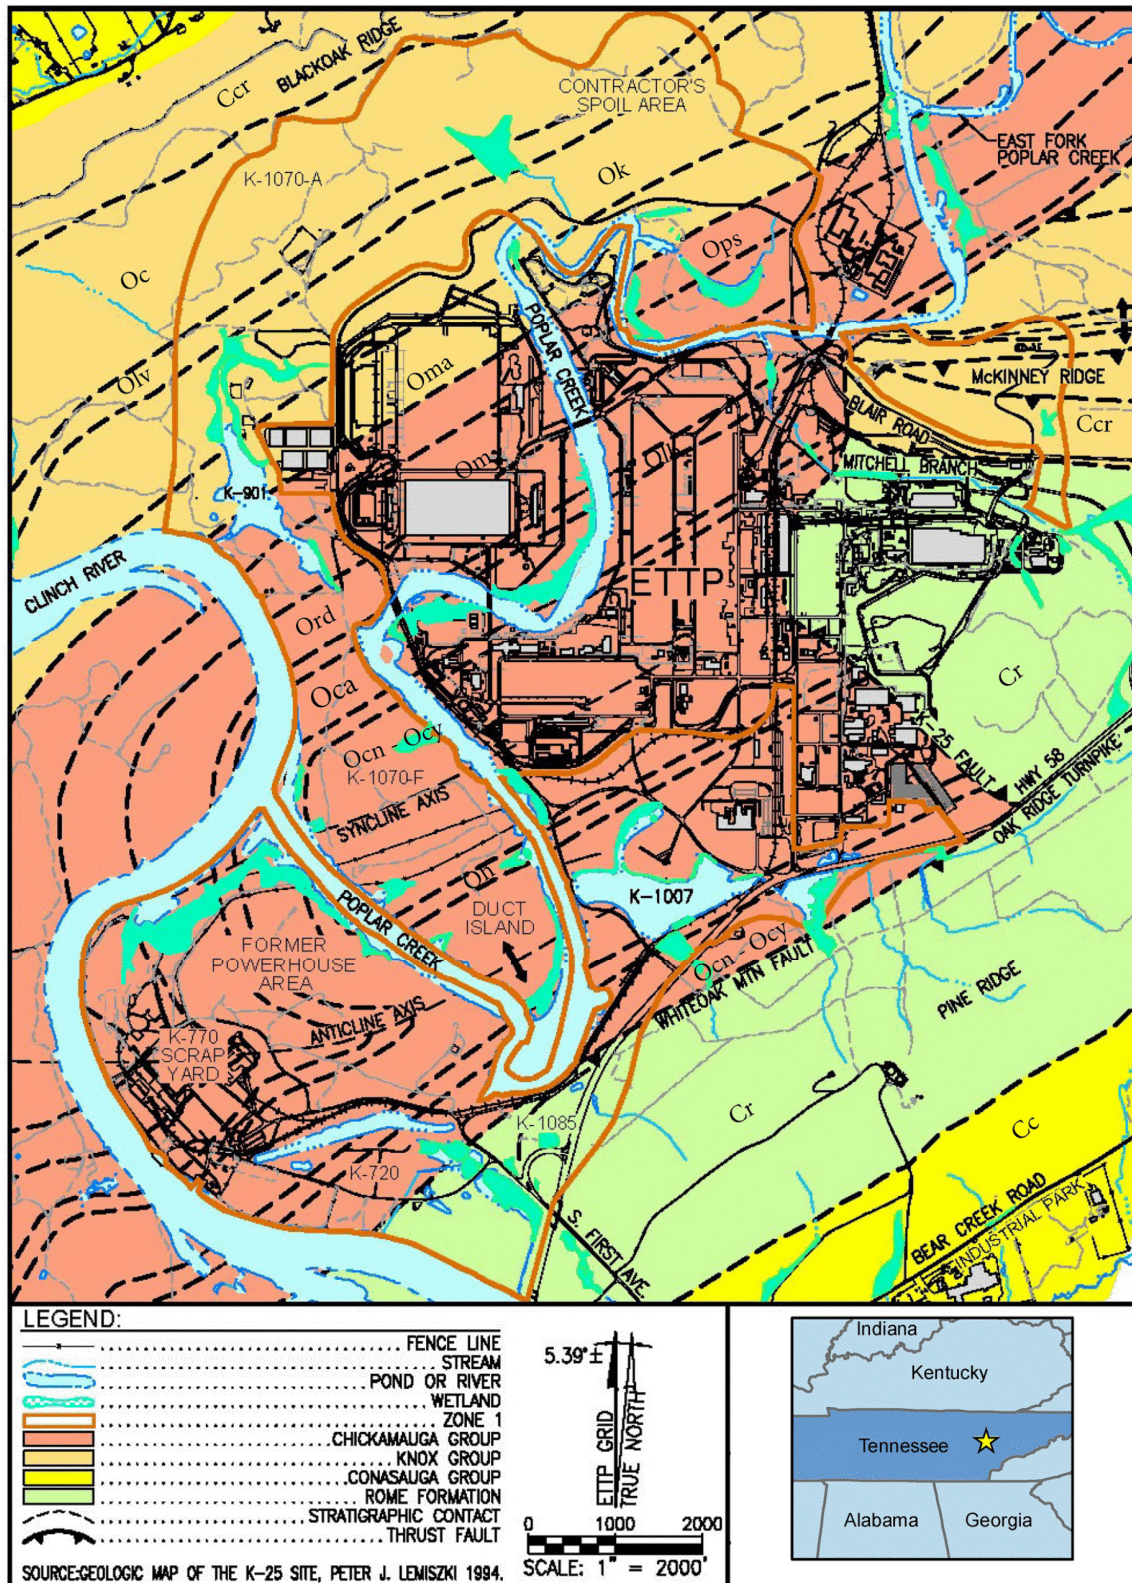 BLACKOAK RIDGE
Ccr
CONTRACTOR'S
SPOIL AREA
EAST FORK
POPLAR CREEK
K-1070-A
Ok
Ops
Oc
POPLAR CREEK
Olv
Oma
McKINNEY RIDGE
Ccr
BLAIR ROAD
Om
MITCHELL BRANCH
K-901
CLINCH RIVER
ETTP
Ord
Cr
Oca
Ocn - Ocy
K-1070-F
K-25 FAULT
HWY 58
OAK RIDGE TURNPIKE
SYNCLINE AXIS
On
K-1007
DUCT
ISLAND
POPLAR CREEK
FORMER
POWERHOUSE
AREA
Ocn - Ocy
WHITEOAK MTN FAULT
PINE RIDGE
ANTICLINE AXIS
K-770
SCRAP
YARD
Cr
K-1085
Cc
K-720
BEAR CREEK ROAD
INDUSTRIAL PARK
S. FIRST AVE.
LEGEND:
FENCE LINE
STREAM
POND OR RIVER
WETLAND
ZONE 1
CHICKAMAUGA GROUP
KNOX GROUP
CONASAUGA GROUP
ROME FORMATION
STRATIGRAPHIC CONTACT
THRUST FAULT
SOURCE:GEOLOGIC MAP OF THE K-25 SITE, PETER J. LEMISZKI 1994.
5.39°±
ETTP GRID
TRUE NORTH
0 1000 2000
SCALE: 1" = 2000'
Indiana
Kentucky
Tennessee
Alabama
Georgia